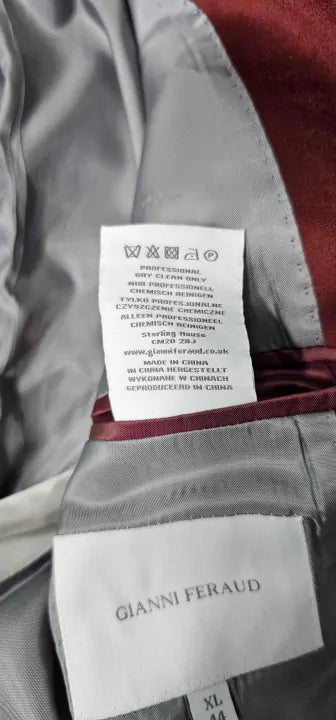 PROFESSIONAL
DRY CLEAN ONLY
NUR PROFESSIONELL
CHEMISCH REINIGEN
TYLKO PROFESJONALNE
CZYSZCZENIE CHEMICZNE
ALLEEN PROFESSIONEEL
CHEMISCH REINIGEN
Sterling House
CM20 2BJ
www.gianniferaud.co.uk
MADE IN CHINA
IN CHINA HERGESTELLT
WYKONANE W CHINACH
GEPRODUCEERD IN CHINA
GIANNI FERAUD
XL
44